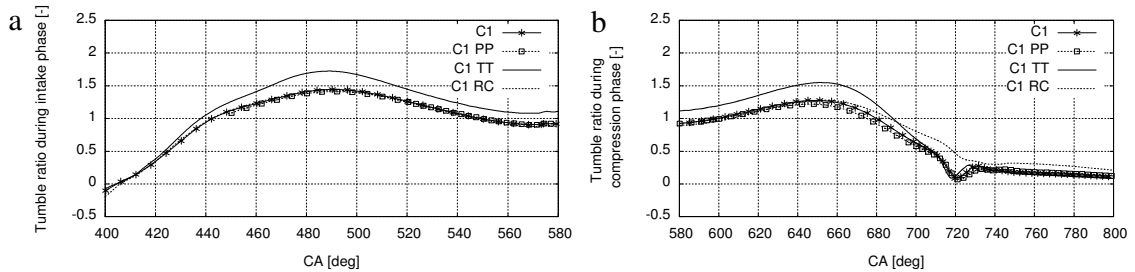 a
Tumble ratio during intake phase [-]
2.5
2
1.5
1
0.5
0
-0.5
400 420 440 460 480 500 520 540 560 580
CA [deg]
C1
C1 PP
C1 TT
C1 RC
b
Tumble ratio during
compression phase [-]
2.5
2
1.5
1
0.5
0
-0.5
580 600 620 640 660 680 700 720 740 760 780 800
CA [deg]
C1
C1 PP
C1 TT
C1 RC